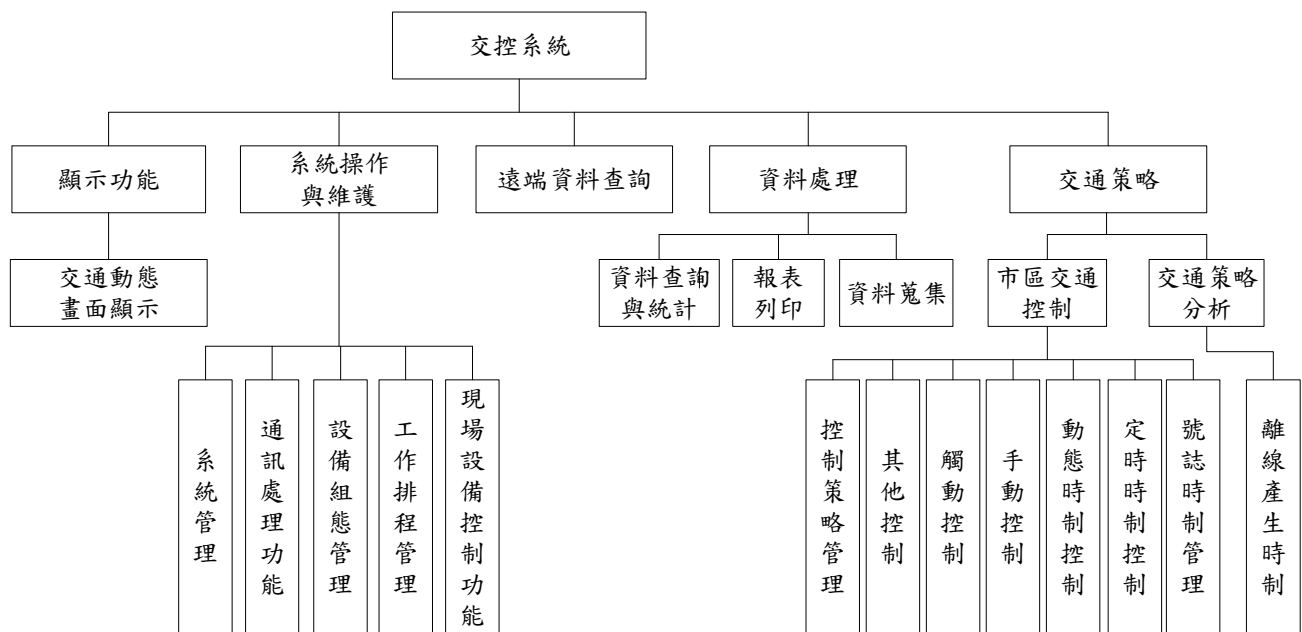 交控系統
顯示功能
系統操作
與維護
遠端資料查詢
資料處理
交通策略
交通動態
畫面顯示
資料查詢
與統計
報表
列印
資料蒐集
市區交通
控制
交通策略
分析
系統管理
通訊處理功能
設備組態管理
工作排程管理
現場設備控制功能
控制策略管理
其他控制
觸動控制
手動控制
動態時制控制
定時時制控制
號誌時制管理
離線產生時制